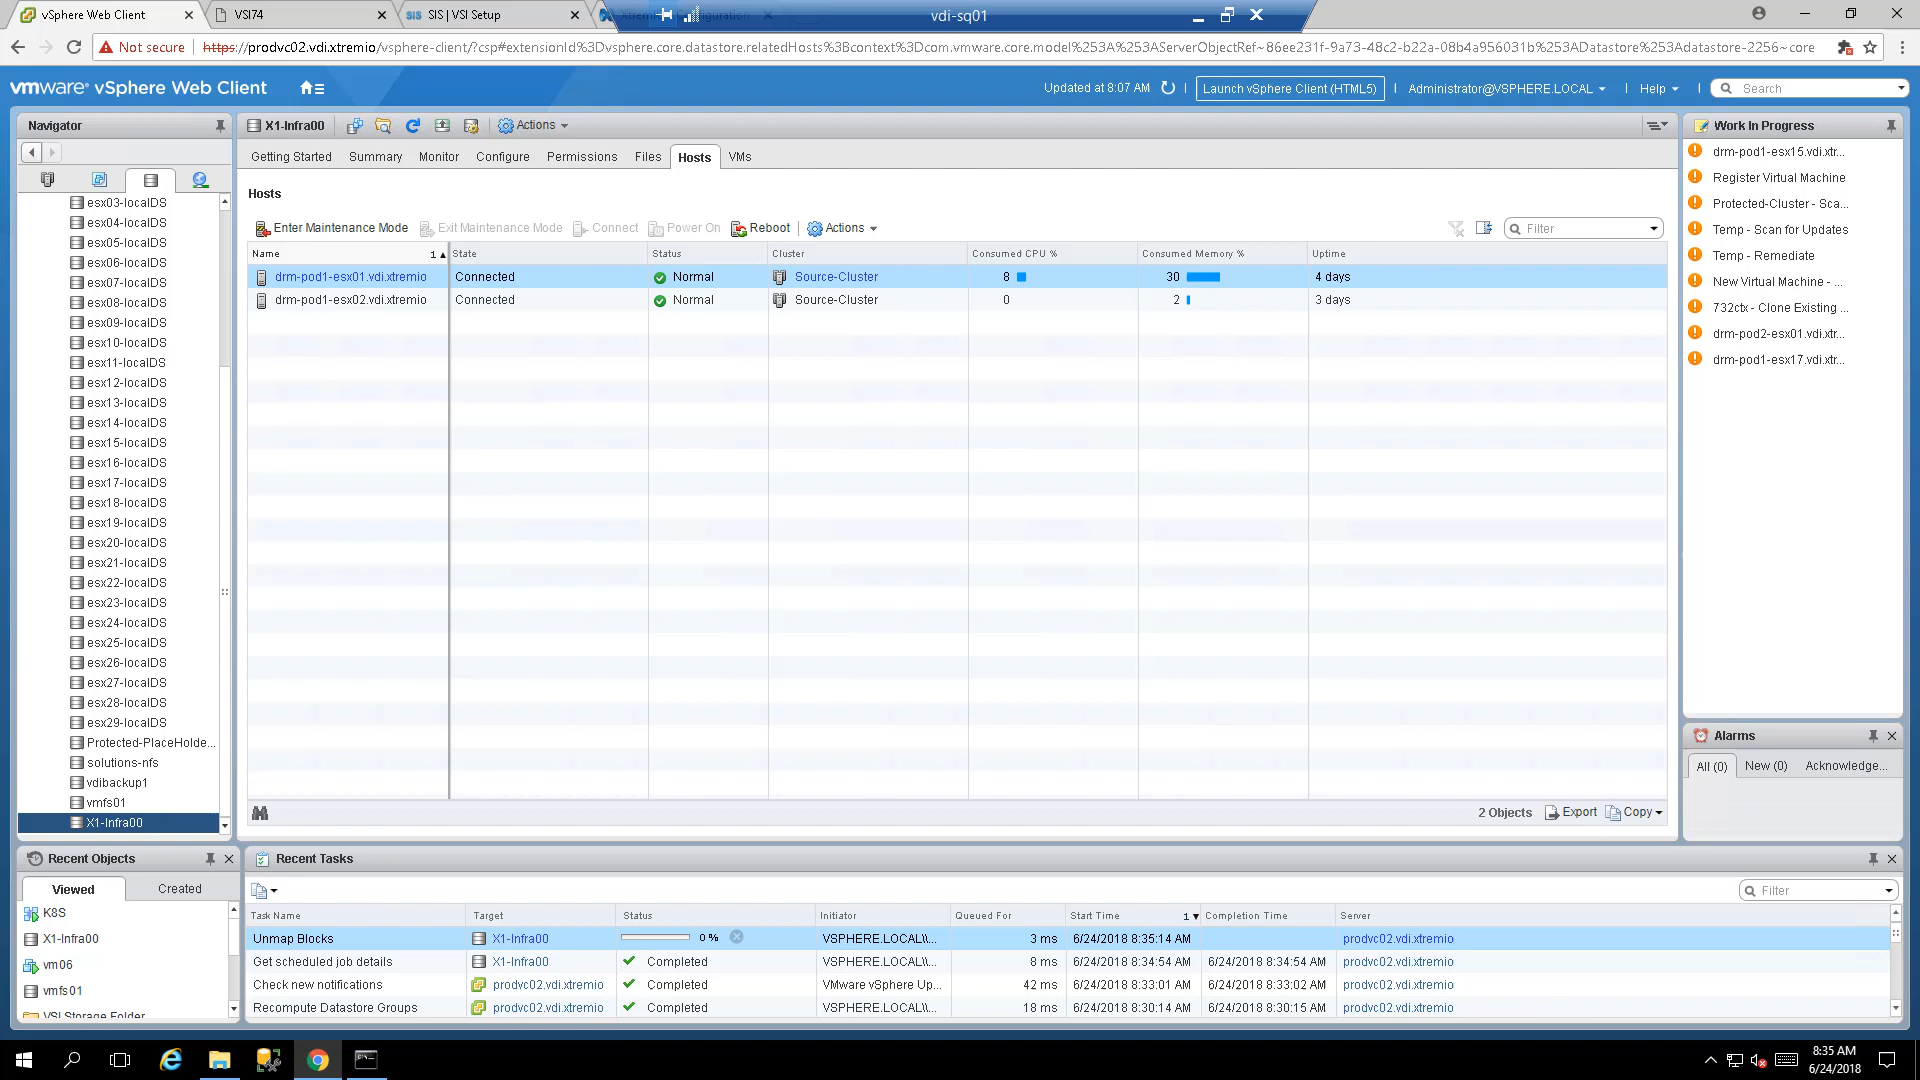 vSphere Web Client
VSI74
SIS | VSI Setup
XtremIO Configuration
vdi-sq01
Not secure
https://prodvc02.vdi.xtremio/vsphere-client/?csp#extensionId%3Dvsphere.core.datastore.relatedHosts%3Bcontext%3Dcom.vmware.core.model%253A%253AServerObjectRef~86ee231f-9a73-48c2-b22a-08b4a956031b%253ADatastore%253Adatastore-2256~core
vmware® vSphere Web Client
Updated at 8:07 AM
Launch vSphere Client (HTML5)
Administrator@VSPHERE.LOCAL
Help
Search
Navigator
X1-Infra00
Actions
Work In Progress
Getting Started
Summary
Monitor
Configure
Permissions
Files
Hosts
VMs
Hosts
Enter Maintenance Mode
Exit Maintenance Mode
Connect
Power On
Reboot
Actions
Filter
Name 1
State
Status
Cluster
Consumed CPU %
Consumed Memory %
Uptime
drm-pod1-esx01.vdi.xtremio Connected Normal Source-Cluster 8 30 4 days
drm-pod1-esx02.vdi.xtremio Connected Normal Source-Cluster 0 2 3 days
esx03-localDS
esx04-localDS
esx05-localDS
esx06-localDS
esx07-localDS
esx08-localDS
esx09-localDS
esx10-localDS
esx11-localDS
esx12-localDS
esx13-localDS
esx14-localDS
esx15-localDS
esx16-localDS
esx17-localDS
esx18-localDS
esx19-localDS
esx20-localDS
esx21-localDS
esx22-localDS
esx23-localDS
esx24-localDS
esx25-localDS
esx26-localDS
esx27-localDS
esx28-localDS
esx29-localDS
Protected-PlaceHolde...
solutions-nfs
vdibackup1
vmfs01
X1-Infra00
2 Objects
Export
Copy
drm-pod1-esx15.vdi.xtr...
Register Virtual Machine
Protected-Cluster - Sca...
Temp - Scan for Updates
Temp - Remediate
New Virtual Machine - ...
732ctx - Clone Existing ...
drm-pod2-esx01.vdi.xtr...
drm-pod1-esx17.vdi.xtr...
Alarms
All (0)
New (0)
Acknowledge...
Recent Objects
Viewed
Created
K8S
X1-Infra00
vm06
vmfs01
VSI Storage Folder
Recent Tasks
Filter
Task Name
Target
Status
Initiator
Queued For
Start Time 1
Completion Time
Server
Unmap Blocks X1-Infra00 0 % VSPHERE.LOCAL\\... 3 ms 6/24/2018 8:35:14 AM prodvc02.vdi.xtremio
Get scheduled job details X1-Infra00 Completed VSPHERE.LOCAL\\... 8 ms 6/24/2018 8:34:54 AM 6/24/2018 8:34:54 AM prodvc02.vdi.xtremio
Check new notifications prodvc02.vdi.xtremio Completed VMware vSphere Up... 42 ms 6/24/2018 8:33:01 AM 6/24/2018 8:33:02 AM prodvc02.vdi.xtremio
Recompute Datastore Groups prodvc02.vdi.xtremio Completed VSPHERE.LOCAL\\... 18 ms 6/24/2018 8:30:14 AM 6/24/2018 8:30:15 AM prodvc02.vdi.xtremio
8:35 AM
6/24/2018